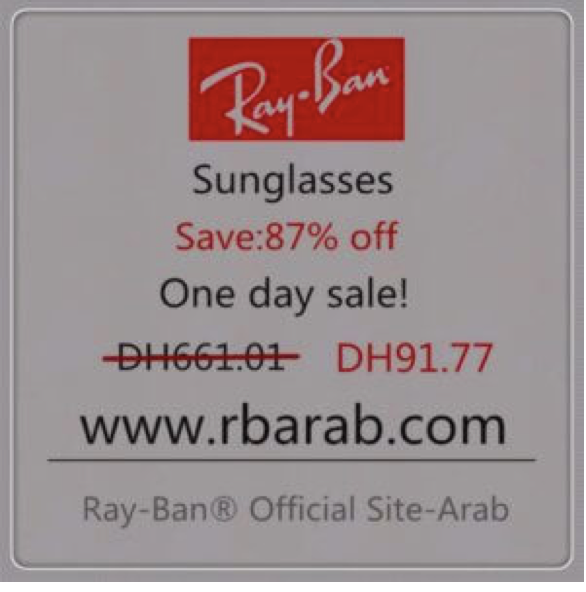 Ray-Ban
Sunglasses
Save:87% off
One day sale!
DH661.01 DH91.77
www.rbarab.com
Ray-Ban® Official Site-Arab